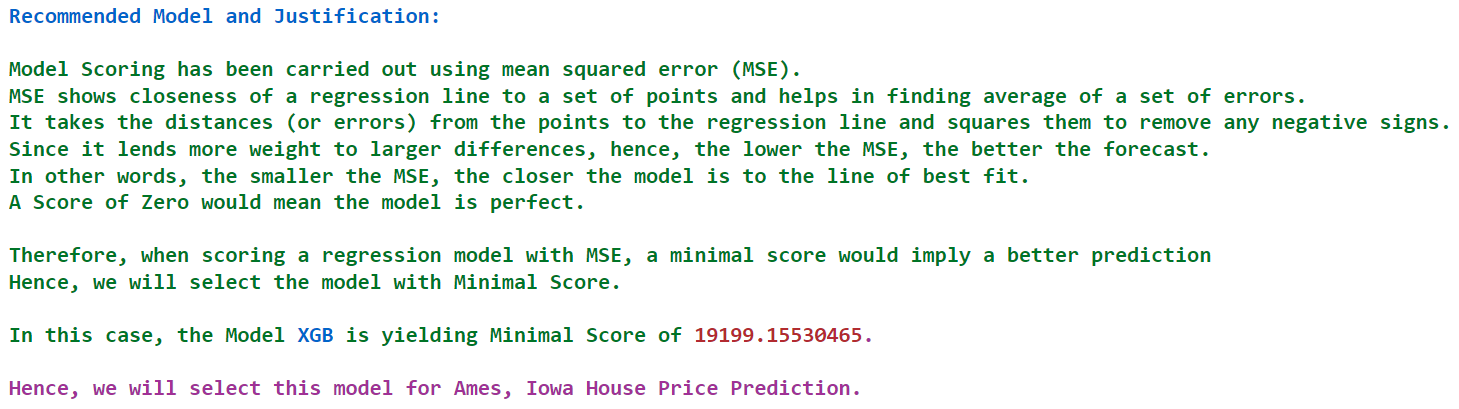 Recommended Model and Justification:
Model Scoring has been carried out using mean squared error (MSE).
MSE shows closeness of a regression line to a set of points and helps in finding average of a set of errors.
It takes the distances (or errors) from the points to the regression line and squares them to remove any negative signs.
Since it lends more weight to larger differences, hence, the lower the MSE, the better the forecast.
In other words, the smaller the MSE, the closer the model is to the line of best fit.
A Score of Zero would mean the model is perfect.
Therefore, when scoring a regression model with MSE, a minimal score would imply a better prediction
Hence, we will select the model with Minimal Score.
In this case, the Model XGB is yielding Minimal Score of 19199.15530465.
Hence, we will select this model for Ames, Iowa House Price Prediction.